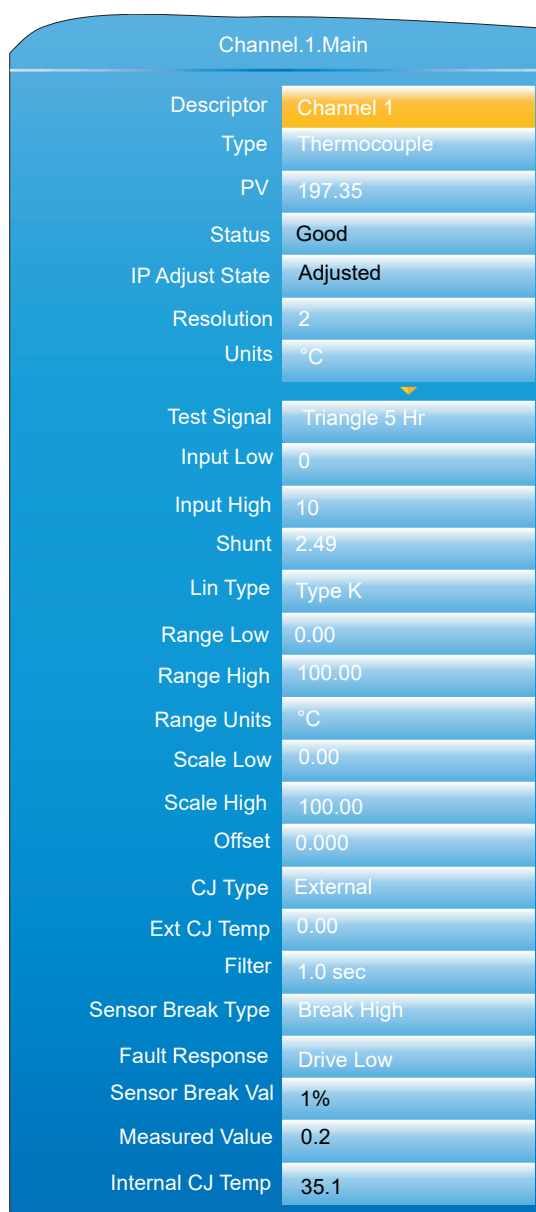 Channel.1.Main
Descriptor Channel 1
Type Thermocouple
PV 197.35
Status Good
IP Adjust State Adjusted
Resolution 2
Units °C
Test Signal Triangle 5 Hr
Input Low 0
Input High 10
Shunt 2.49
Lin Type Type K
Range Low 0.00
Range High 100.00
Range Units °C
Scale Low 0.00
Scale High 100.00
Offset 0.000
CJ Type External
Ext CJ Temp 0.00
Filter 1.0 sec
Sensor Break Type Break High
Fault Response Drive Low
Sensor Break Val 1%
Measured Value 0.2
Internal CJ Temp 35.1